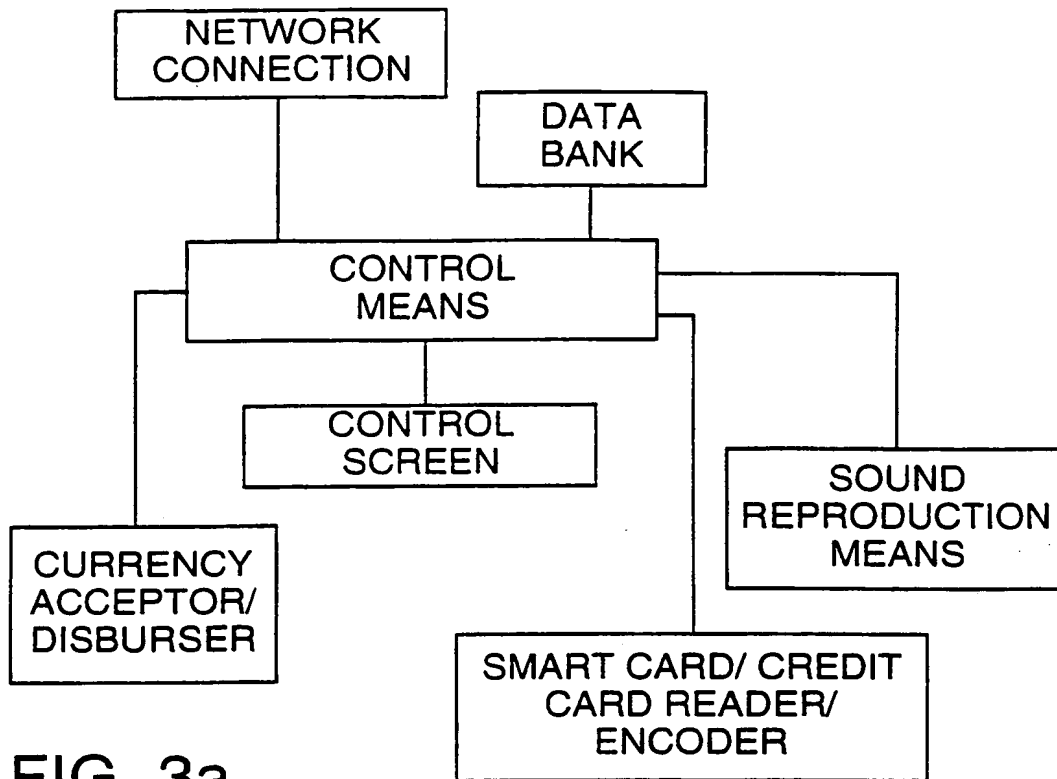 NETWORK
CONNECTION
DATA
BANK
CONTROL
MEANS
CONTROL
SCREEN
SOUND
REPRODUCTION
MEANS
CURRENCY
ACCEPTOR/
DISBURSER
SMART CARD/ CREDIT
CARD READER/
ENCODER
FIG. 3a